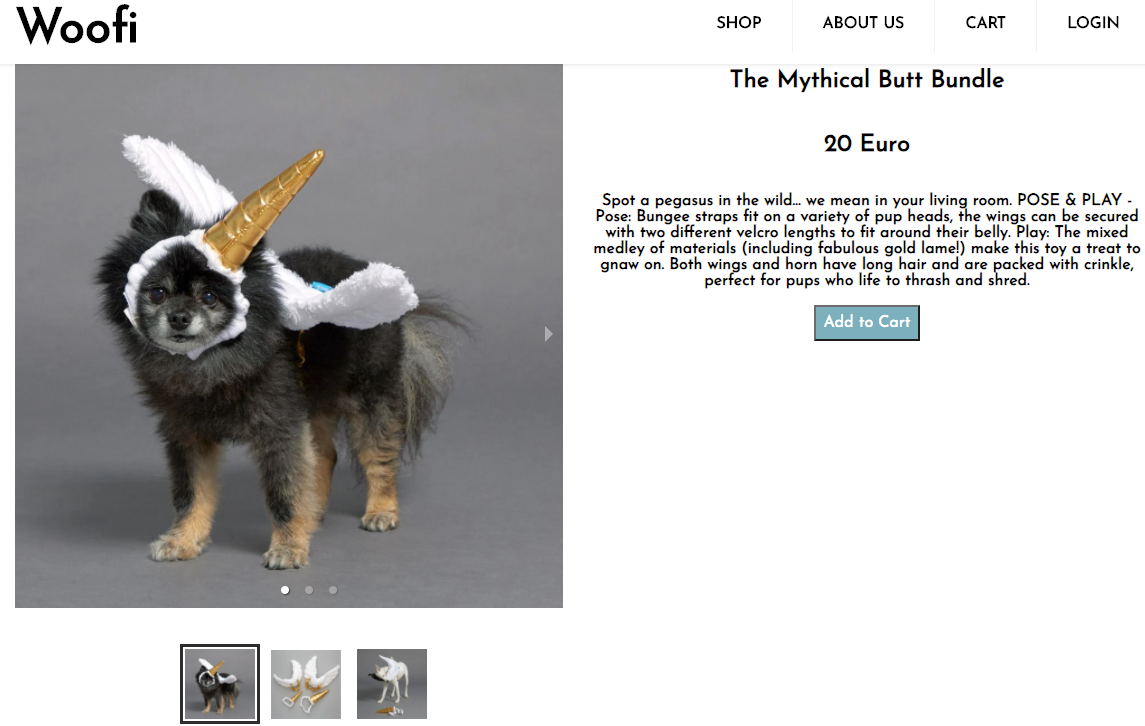 Woofi
SHOP
ABOUT US
CART
LOGIN
The Mythical Butt Bundle
20 Euro
Spot a pegasus in the wild... we mean in your living room. POSE & PLAY -
Pose: Bungee straps fit on a variety of pup heads, the wings can be secured
with two different velcro lengths to fit around their belly. Play: The mixed
medley of materials (including fabulous gold lame!) make this toy a treat to
gnaw on. Both wings and horn have long hair and are packed with crinkle,
perfect for pups who life to thrash and shred.
Add to Cart